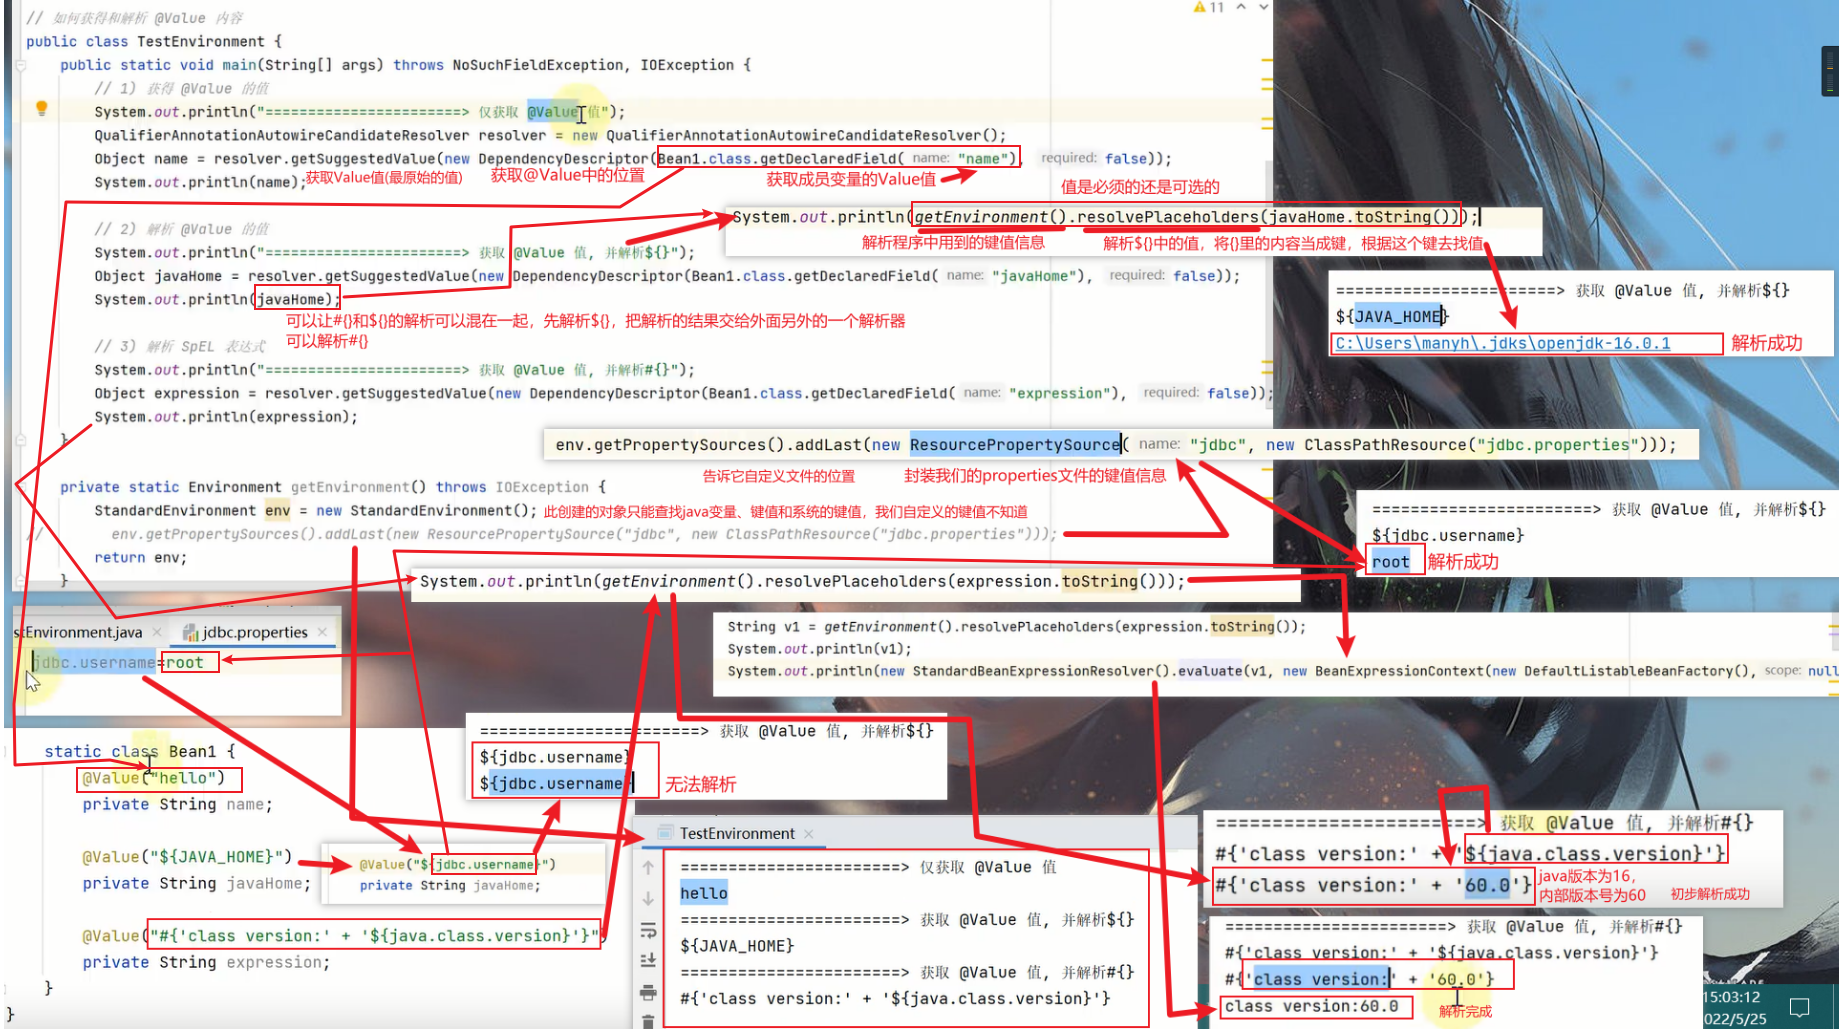 // 如何获得和解析 @Value 内容
public class TestEnvironment {
public static void main(String[] args) throws NoSuchFieldException, IOException {
// 1) 获得 @Value 的值
System.out.println("=======================> 仅获取 @Value 值");
QualifierAnnotationAutowireCandidateResolver resolver = new QualifierAnnotationAutowireCandidateResolver();
Object name = resolver.getSuggestedValue(new DependencyDescriptor(Bean1.class.getDeclaredField( name: "name"), required: false));
System.out.println(name);
获取Value值(最原始的值)
获取@Value中的位置
获取成员变量的Value值
值是必须的还是可选的
11
System.out.println(getEnvironment().resolvePlaceholders(javaHome.toString()));
解析程序中用到的键值信息
解析${}中的值，将{}里的内容当成键，根据这个键去找值
// 2) 解析 @Value 的值
System.out.println("=======================> 获取 @Value 值, 并解析${}");
Object javaHome = resolver.getSuggestedValue(new DependencyDescriptor(Bean1.class.getDeclaredField( name: "javaHome"), required: false));
System.out.println(javaHome);
可以让#{}和${}的解析可以混在一起，先解析${}，把解析的结果交给外面另外的一个解析器
可以解析#{}
=======================> 获取 @Value 值, 并解析${}
${JAVA_HOME}
C:\Users\manyh\.jdks\openjdk-16.0.1
解析成功
// 3) 解析 SpEL 表达式
System.out.println("=======================> 获取 @Value 值, 并解析#{}");
Object expression = resolver.getSuggestedValue(new DependencyDescriptor(Bean1.class.getDeclaredField( name: "expression"), required: false));
System.out.println(expression);
}
env.getPropertySources().addLast(new ResourcePropertySource( name: "jdbc", new ClassPathResource("jdbc.properties")));
告诉它自定义文件的位置
封装我们的properties文件的键值信息
private static Environment getEnvironment() throws IOException {
StandardEnvironment env = new StandardEnvironment();
此创建的对象只能查找java变量、键值和系统的键值，我们自定义的键值不知道
// env.getPropertySources().addLast(new ResourcePropertySource("jdbc", new ClassPathResource("jdbc.properties")));
return env;
}
=======================> 获取 @Value 值, 并解析${}
${jdbc.username}
root
解析成功
System.out.println(getEnvironment().resolvePlaceholders(expression.toString()));
stEnvironment.java
jdbc.properties
jdbc.username=root
String v1 = getEnvironment().resolvePlaceholders(expression.toString());
System.out.println(v1);
System.out.println(new StandardBeanExpressionResolver().evaluate(v1, new BeanExpressionContext(new DefaultListableBeanFactory(), scope: null
static class Bean1 {
@Value("hello")
private String name;
@Value("${JAVA_HOME}")
private String javaHome;
@Value("#{'class version:' + '${java.class.version}'}")
private String expression;
}
}
@Value("${jdbc.username}")
private String javaHome;
=======================> 获取 @Value 值, 并解析${}
${jdbc.username}
${jdbc.username}
无法解析
TestEnvironment
=======================> 仅获取 @Value 值
hello
=======================> 获取 @Value 值, 并解析${}
${JAVA_HOME}
=======================> 获取 @Value 值, 并解析#{}
#{'class version:' + '${java.class.version}'}
=======================> 获取 @Value 值, 并解析#{}
#{'class version:' + '${java.class.version}'}
#{'class version:' + '60.0'}
java版本为16，
内部版本号为60
初步解析成功
=======================> 获取 @Value 值, 并解析#{}
#{'class version:' + '${java.class.version}'}
#{'class version:' + '60.0'}
class version:60.0
解析完成
15:03:12
022/5/25